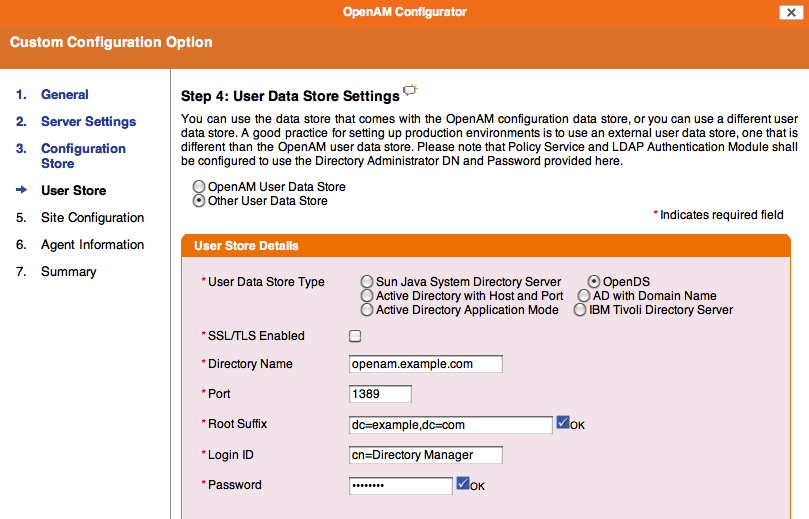 OpenAM Configurator
Custom Configuration Option
1. General
2. Server Settings
3. Configuration
Store
User Store
5. Site Configuration
6. Agent Information
7. Summary
Step 4: User Data Store Settings
You can use the data store that comes with the OpenAM configuration data store, or you can use a different user
data store. A good practice for setting up production environments is to use an external user data store, one that is
different than the OpenAM user data store. Please note that Policy Service and LDAP Authentication Module shall
be configured to use the Directory Administrator DN and Password provided here.
OpenAM User Data Store
Other User Data Store
* Indicates required field
User Store Details
* User Data Store Type
Sun Java System Directory Server OpenDS
Active Directory with Host and Port AD with Domain Name
Active Directory Application Mode IBM Tivoli Directory Server
* SSL/TLS Enabled
* Directory Name openam.example.com
* Port 1389
* Root Suffix dc=example,dc=com OK
* Login ID cn=Directory Manager
* Password •••••••• OK